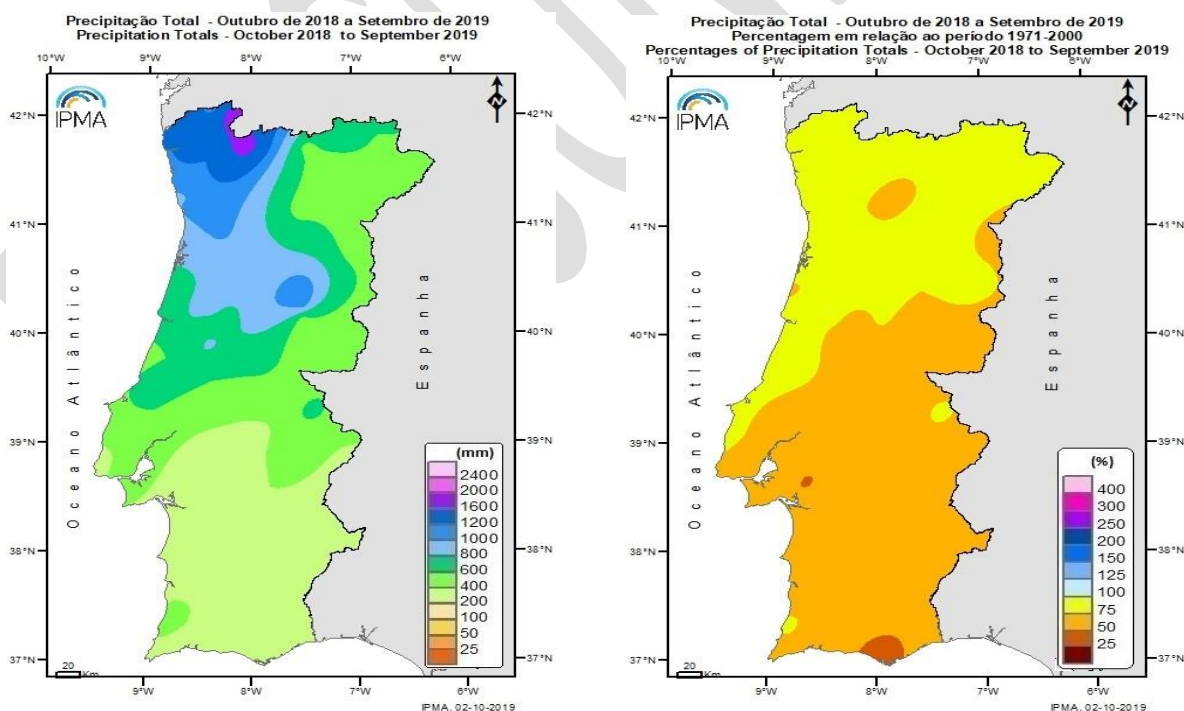 Precipitação Total - Outubro de 2018 a Setembro de 2019
Precipitation Totals - October 2018 to September 2019
10°W 9°W 8°W 7°W 6°W
IPMA
N
42°N 42°N
41°N 41°N
40°N 40°N
39°N 39°N
38°N 38°N
37°N 37°N
Oceano Atlântico
Espanha
(mm)
2400
2000
1600
1200
1000
800
600
400
200
100
50
25
20
Km
9°W 8°W 7°W 6°W
IPMA. 02-10-2019
Precipitação Total - Outubro de 2018 a Setembro de 2019
Percentagem em relação ao período 1971-2000
Percentages of Precipitation Totals - October 2018 to September 2019
10°W 9°W 8°W 7°W 8°W
IPMA
N
42°N 42°N
41°N 41°N
40°N 40°N
39°N 39°N
38°N 38°N
37°N 37°N
Oceano Atlântico
Espanha
(%)
400
300
250
200
150
125
100
75
50
25
20
Km
9°W 8°W 7°W 6°W
IPMA. 02-10-2019